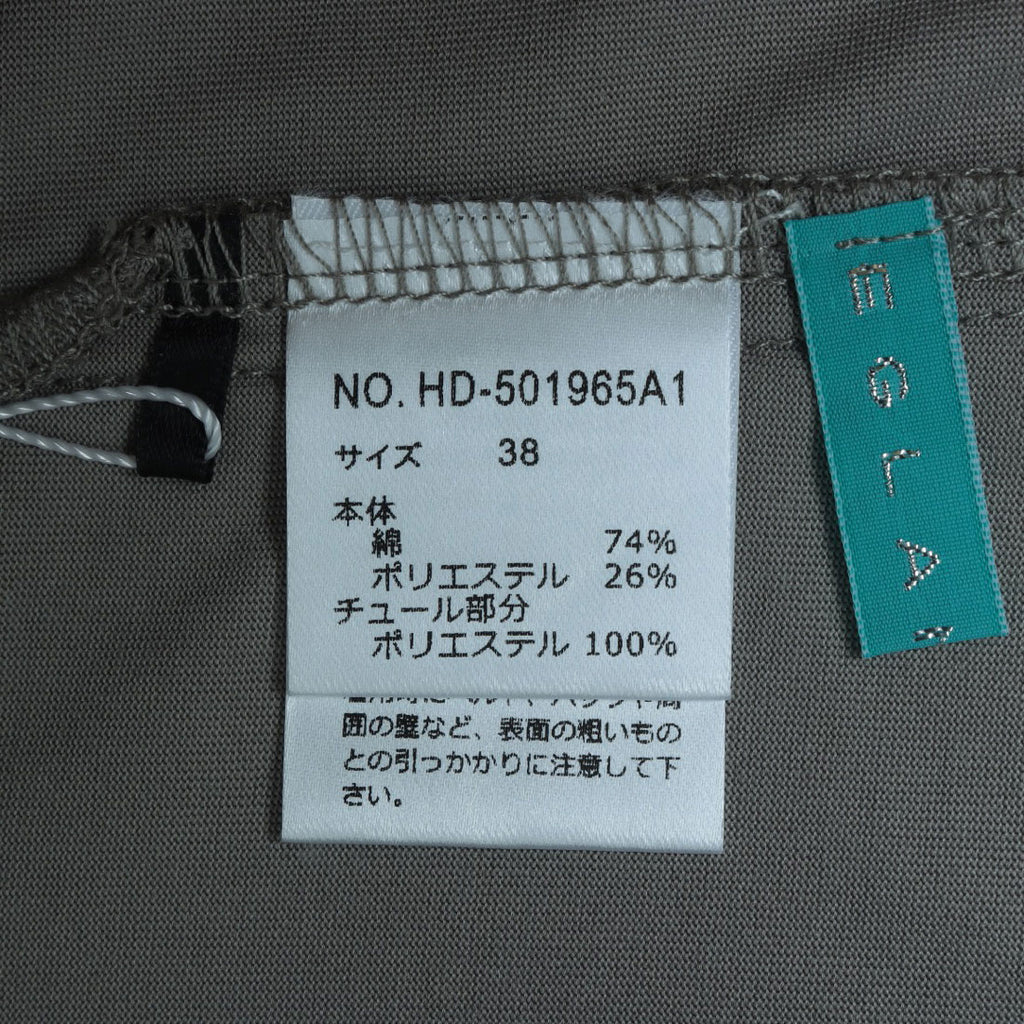 NO. HD-501965A1
サイズ 38
本体
綿 74%
ポリエステル 26%
チュール部分
ポリエステル 100%
囲の壁など、表面の粗いもの
との引っかかりに注意して下
さい。
EGLA